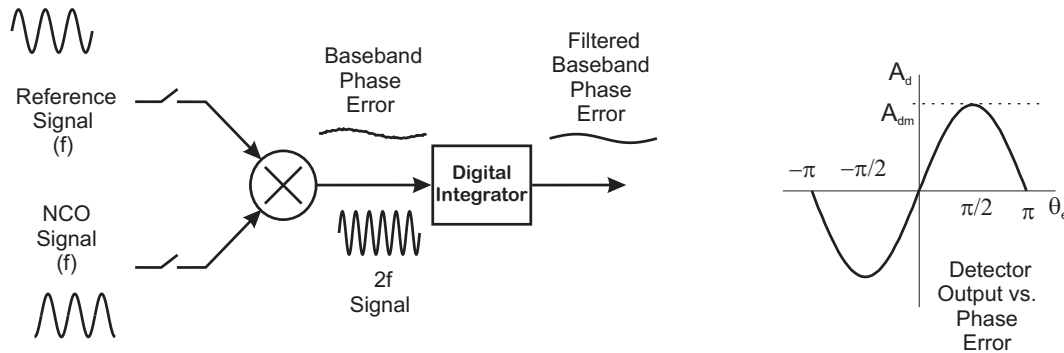 Reference
Signal
(f)
NCO
Signal
(f)
Baseband
Phase
Error
2f
Signal
Digital
Integrator
Filtered
Baseband
Phase
Error
A_d
A_dm
−π
−π/2
π/2
π
θ_e
Detector
Output vs.
Phase
Error